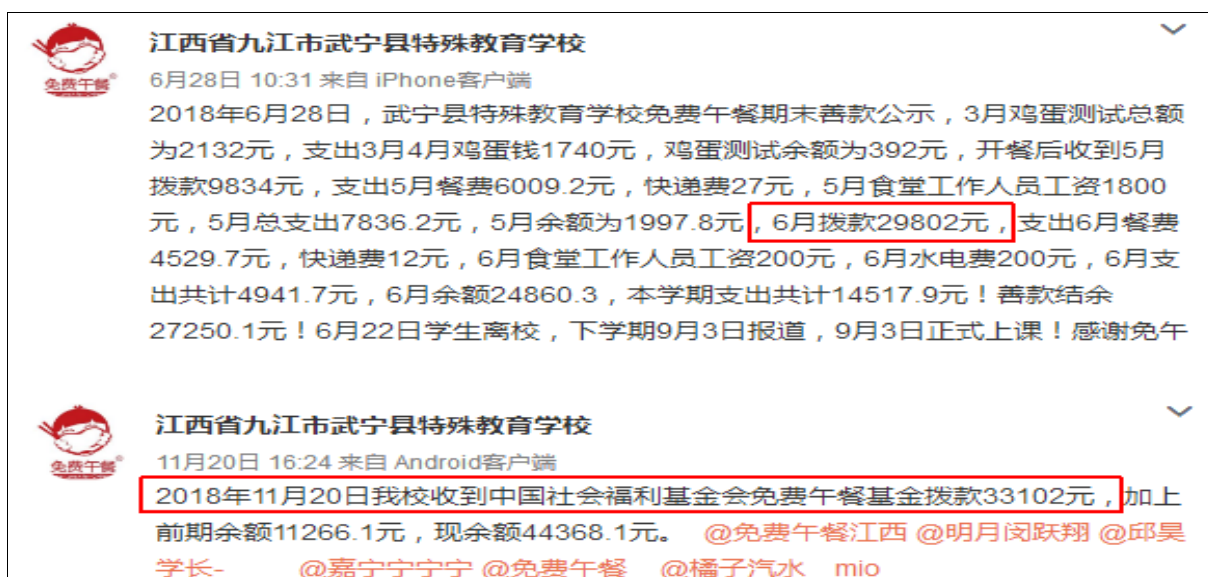 江西省九江市武宁县特殊教育学校
6月28日 10:31 来自 iPhone客户端
免费午餐
2018年6月28日，武宁县特殊教育学校免费午餐期末善款公示，3月鸡蛋测试总额
为2132元，支出3月4月鸡蛋钱1740元，鸡蛋测试余额为392元，开餐后收到5月
拨款9834元，支出5月餐费6009.2元，快递费27元，5月食堂工作人员工资1800
元，5月总支出7836.2元，5月余额为1997.8元，6月拨款29802元，支出6月餐费
4529.7元，快递费12元，6月食堂工作人员工资200元，6月水电费200元，6月支
出共计4941.7元，6月余额24860.3，本学期支出共计14517.9元！善款结余
27250.1元！6月22日学生离校，下学期9月3日报道，9月3日正式上课！感谢免午
江西省九江市武宁县特殊教育学校
11月20日 16:24 来自 Android客户端
免费午餐
2018年11月20日我校收到中国社会福利基金会免费午餐基金拨款33102元，加上
前期余额11266.1元，现余额44368.1元。 @免费午餐江西 @明月闵跃翔 @邱昊
学长- @嘉宁宁宁宁 @免费午餐 @橘子汽水 mio